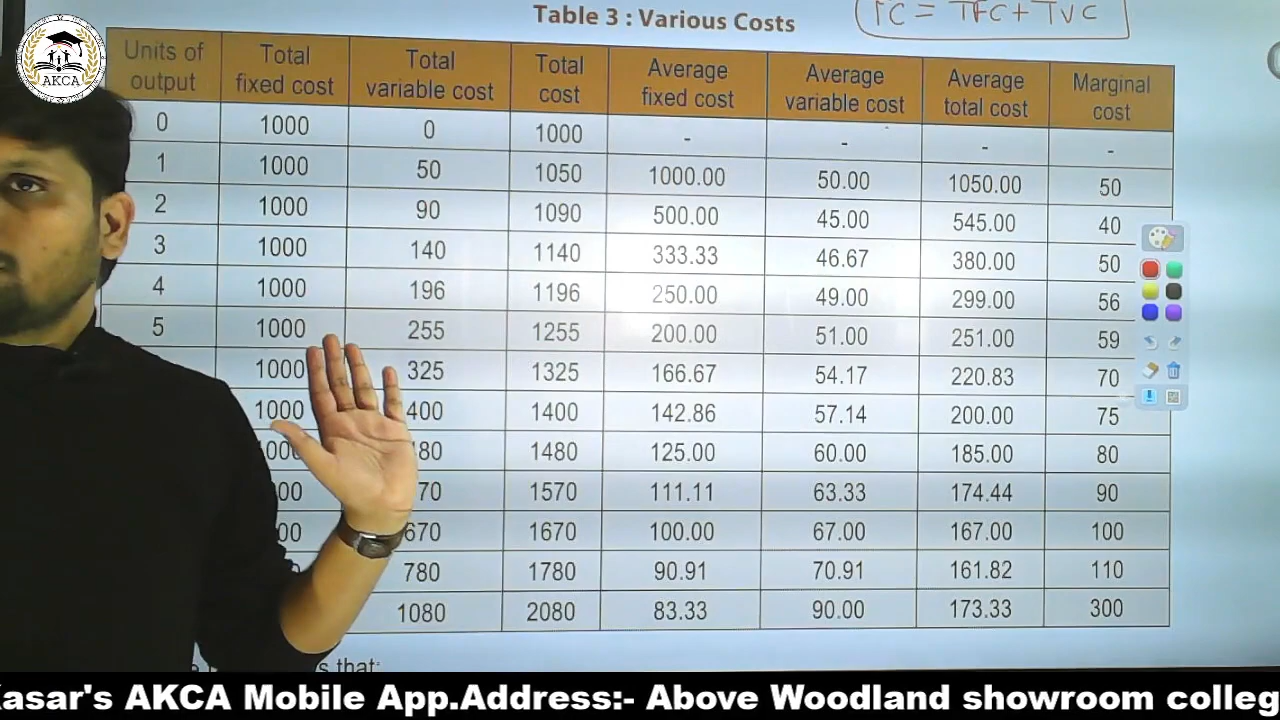 Table 3 : Various Costs
TC = TFC + TVC
AKCA
Units of output Total fixed cost Total variable cost Total cost Average fixed cost Average variable cost Average total cost Marginal cost
0 1000 0 1000 - - - -
1 1000 50 1050 1000.00 50.00 1050.00 50
2 1000 90 1090 500.00 45.00 545.00 40
3 1000 140 1140 333.33 46.67 380.00 50
4 1000 196 1196 250.00 49.00 299.00 56
5 1000 255 1255 200.00 51.00 251.00 59
1000 325 1325 166.67 54.17 220.83 70
1000 400 1400 142.86 57.14 200.00 75
1480 125.00 60.00 185.00 80
1570 111.11 63.33 174.44 90
670 1670 100.00 67.00 167.00 100
780 1780 90.91 70.91 161.82 110
1080 2080 83.33 90.00 173.33 300
that:
Kasar's AKCA Mobile App.Address:- Above Woodland showroom colleg